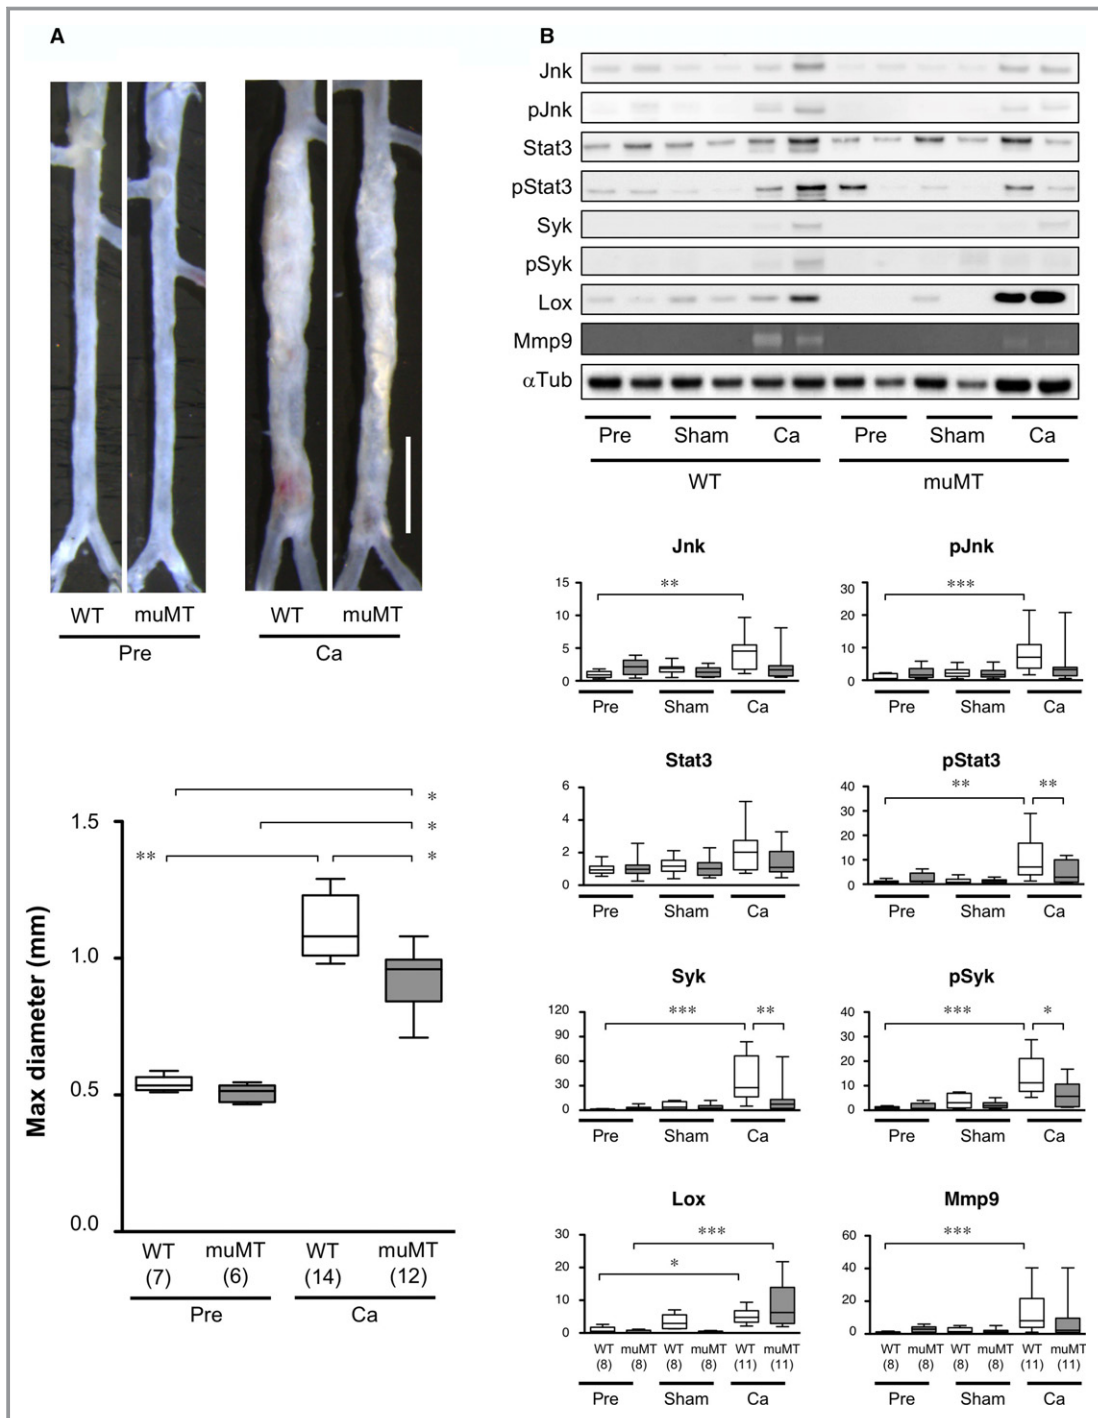 A
WT muMT WT muMT
Pre Ca
Max diameter (mm)
1.5
1.0
0.5
0.0
*
*
** *
WT muMT WT muMT
(7) (6) (14) (12)
Pre Ca
B
Jnk
pJnk
Stat3
pStat3
Syk
pSyk
Lox
Mmp9
αTub
Pre Sham Ca Pre Sham Ca
WT muMT
Jnk
15
10
5
0
**
Pre Sham Ca
pJnk
30
20
10
0
***
Pre Sham Ca
Stat3
6
4
2
0
Pre Sham Ca
pStat3
40
30
20
10
0
** **
Pre Sham Ca
Syk
120
90
60
30
0
*** **
Pre Sham Ca
pSyk
40
30
20
10
0
*** *
Pre Sham Ca
Lox
30
20
10
0
***
*
WT muMT WT muMT WT muMT
(8) (8) (8) (8) (11) (11)
Pre Sham Ca
Mmp9
60
40
20
0
***
WT muMT WT muMT WT muMT
(8) (8) (8) (8) (11) (11)
Pre Sham Ca